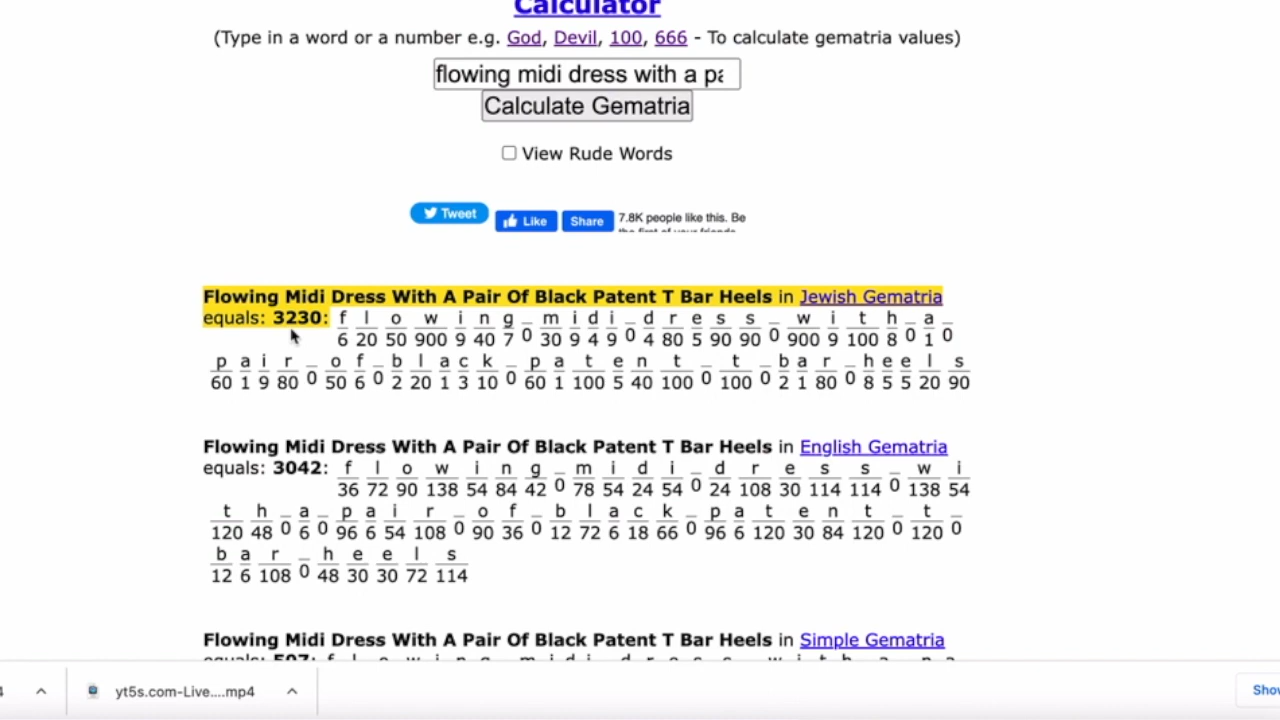 Calculator
(Type in a word or a number e.g. God, Devil, 100, 666 - To calculate gematria values)
flowing midi dress with a pa
Calculate Gematria
View Rude Words
Tweet Like Share 7.8K people like this. Be
the first of your friends.
Flowing Midi Dress With A Pair Of Black Patent T Bar Heels in Jewish Gematria
equals: 3230: f l o w i n g _ m i d i _ d r e s s _ w i t h _ a _
6 20 50 900 9 40 7 0 30 9 4 9 0 4 80 5 90 90 0 900 9 100 8 0 1 0
p a i r _ o f _ b l a c k _ p a t e n t _ t _ b a r _ h e e l s
60 1 9 80 0 50 6 0 2 20 1 3 10 0 60 1 100 5 40 100 0 100 0 2 1 80 0 8 5 5 20 90
Flowing Midi Dress With A Pair Of Black Patent T Bar Heels in English Gematria
equals: 3042: f l o w i n g _ m i d i _ d r e s s _ w i
36 72 90 138 54 84 42 0 78 54 24 54 0 24 108 30 114 114 0 138 54
t h _ a _ p a i r _ o f _ b l a c k _ p a t e n t _ t _
120 48 0 6 0 96 6 54 108 0 90 36 0 12 72 6 18 66 0 96 6 120 30 84 120 0 120 0
b a r _ h e e l s
12 6 108 0 48 30 30 72 114
Flowing Midi Dress With A Pair Of Black Patent T Bar Heels in Simple Gematria
equals: 507: f l o w i n g _ m i d i _ d r e s s _ w i t h _ a _ p a
4 yt5s.com-Live....mp4 Show